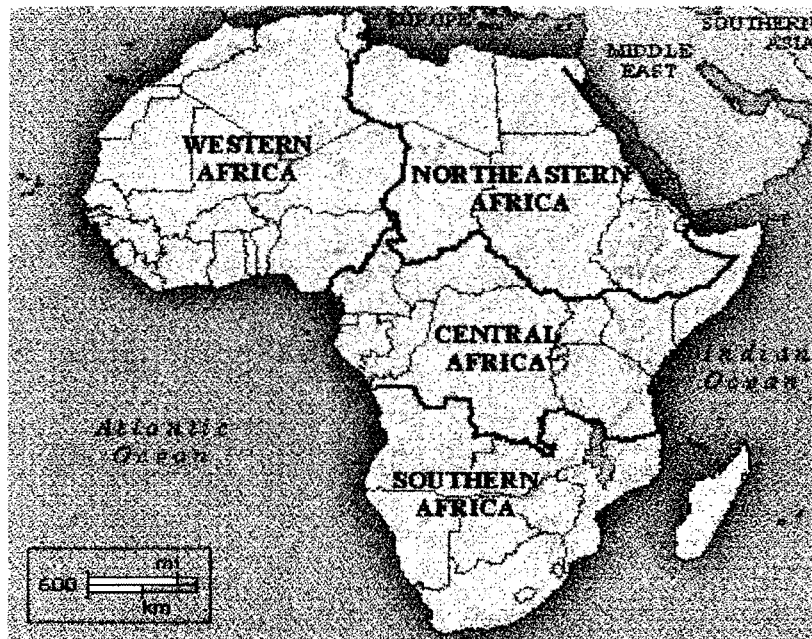 EUROPE
SOUTHERN
ASIA
MIDDLE
EAST
WESTERN
AFRICA
NORTHEASTERN
AFRICA
CENTRAL
AFRICA
Indian
Ocean
Atlantic
Ocean
SOUTHERN
AFRICA
mi
600
km